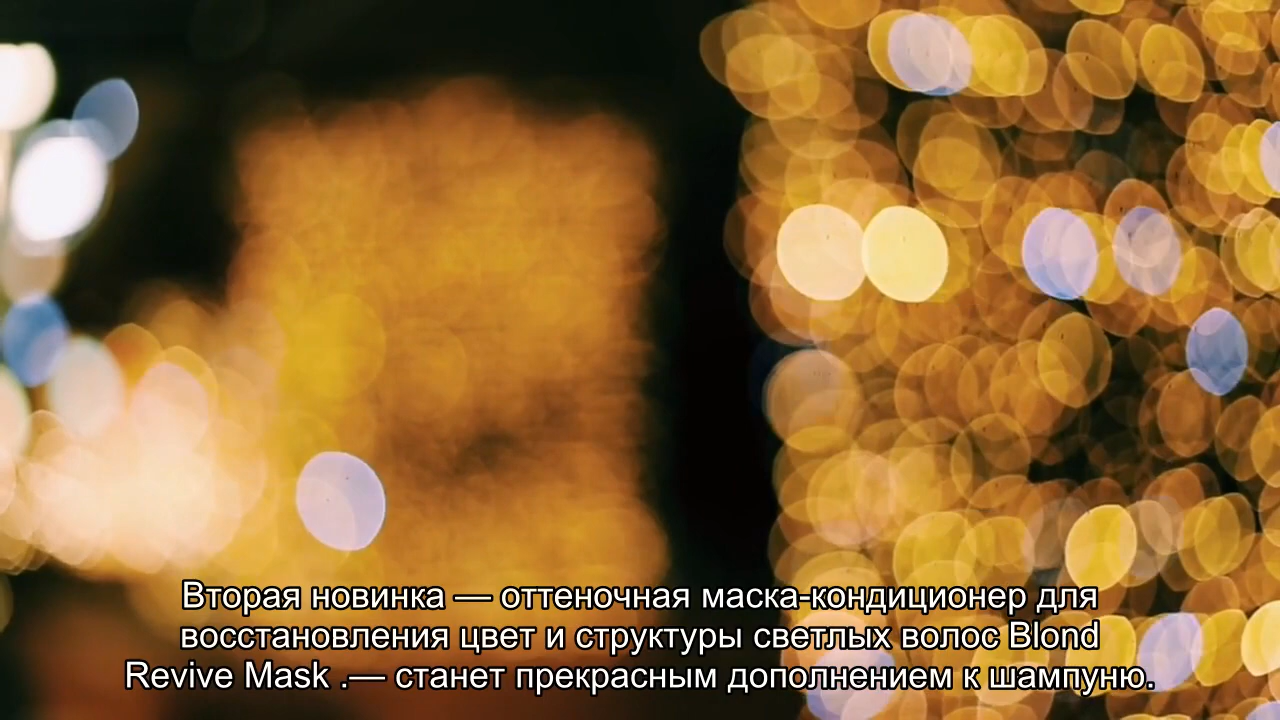 Вторая новинка — оттеночная маска-кондиционер для
восстановления цвет и структуры светлых волос Blond
Revive Mask .— станет прекрасным дополнением к шампуню.